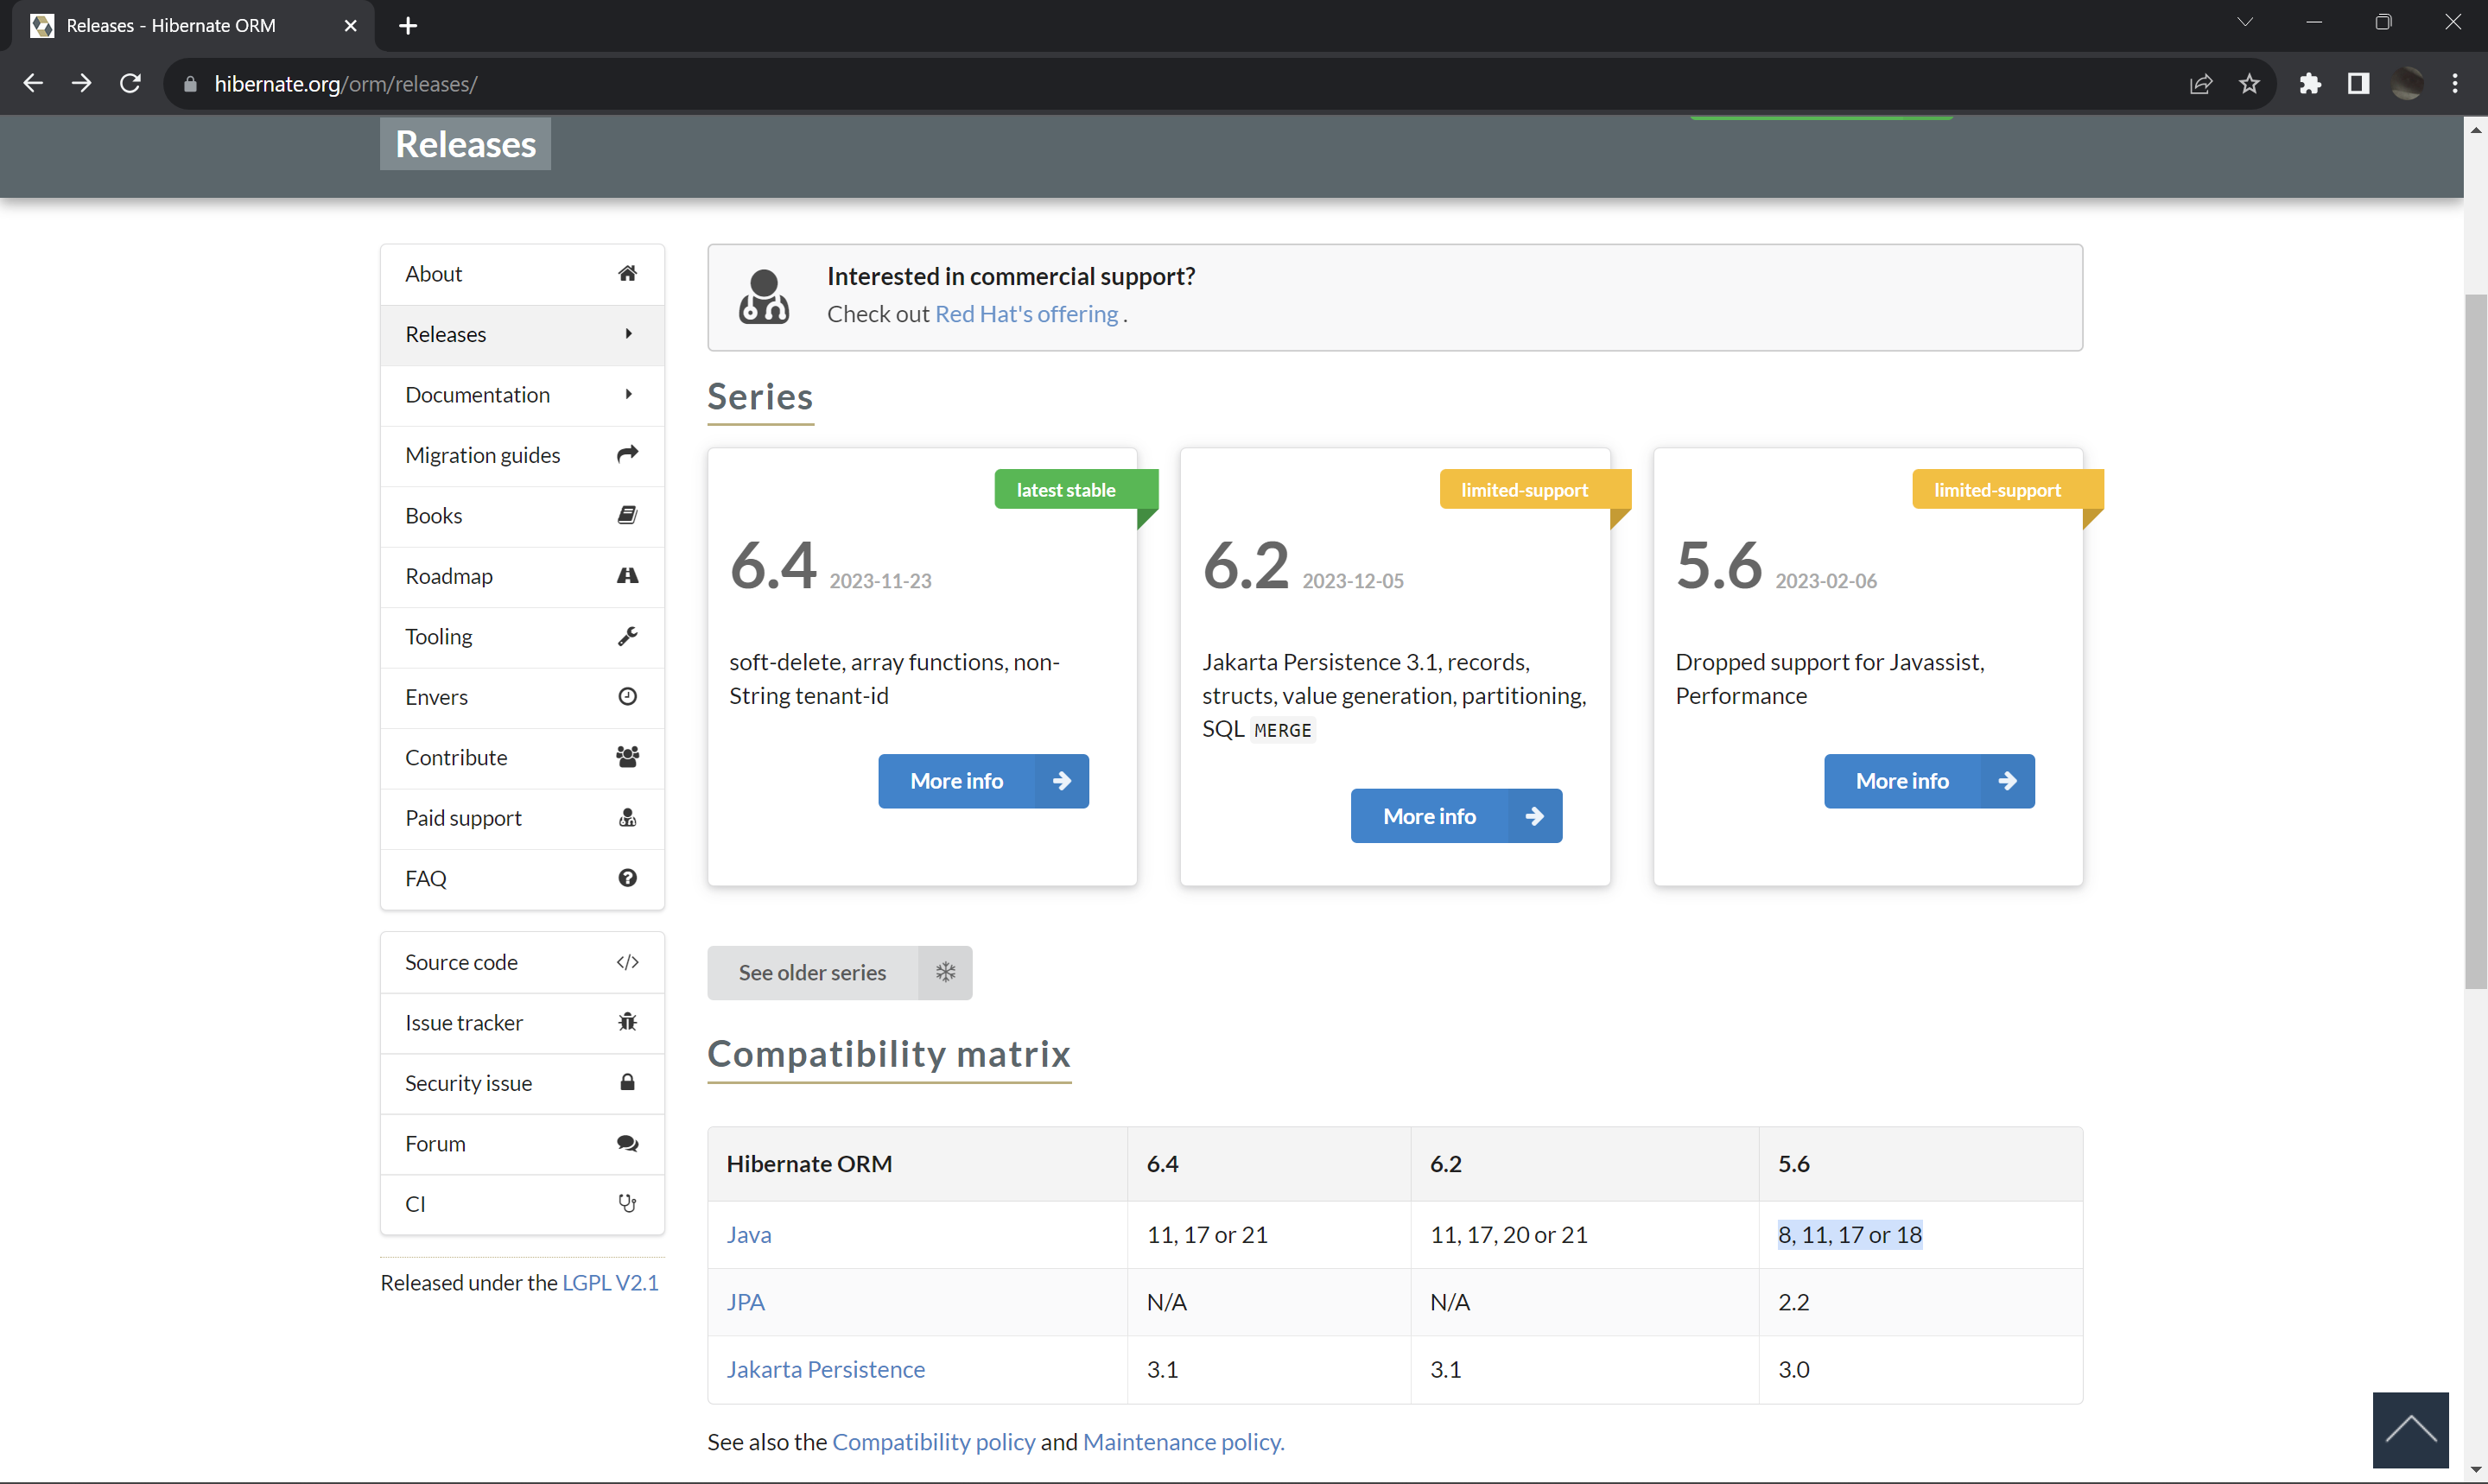 Releases - Hibernate ORM
hibernate.org/orm/releases/
Releases
About
Releases
Documentation
Migration guides
Books
Roadmap
Tooling
Envers
Contribute
Paid support
FAQ
Source code
Issue tracker
Security issue
Forum
CI
Released under the LGPL V2.1
Interested in commercial support?
Check out Red Hat's offering .
Series
latest stable
6.4 2023-11-23
soft-delete, array functions, non-
String tenant-id
More info
limited-support
6.2 2023-12-05
Jakarta Persistence 3.1, records,
structs, value generation, partitioning,
SQL MERGE
More info
limited-support
5.6 2023-02-06
Dropped support for Javassist,
Performance
More info
See older series
Compatibility matrix
Hibernate ORM 6.4 6.2 5.6
Java 11, 17 or 21 11, 17, 20 or 21 8, 11, 17 or 18
JPA N/A N/A 2.2
Jakarta Persistence 3.1 3.1 3.0
See also the Compatibility policy and Maintenance policy.